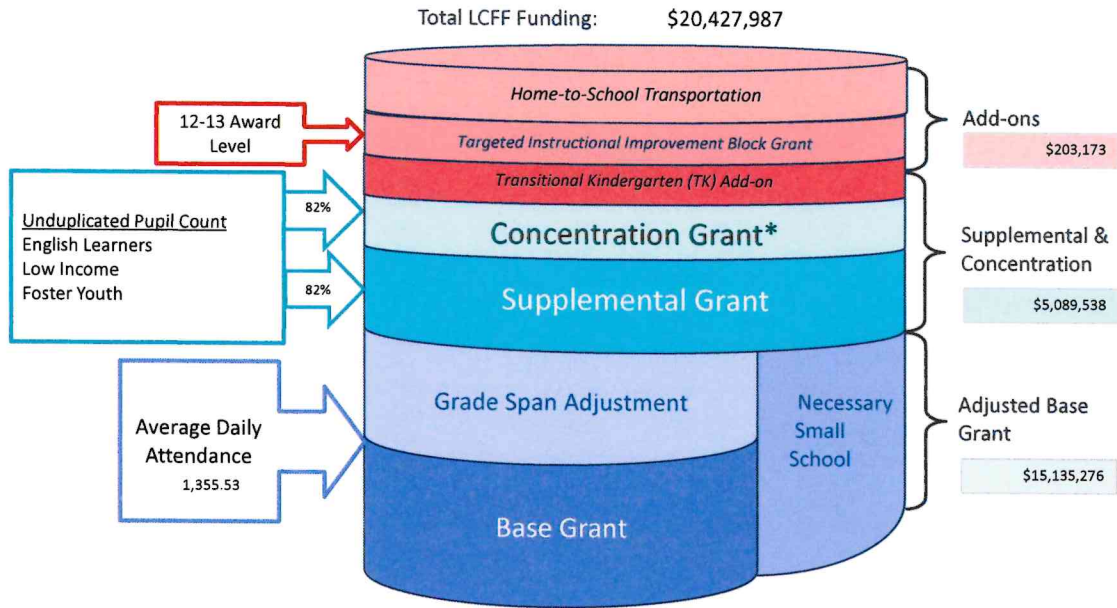 Total LCFF Funding: $20,427,987
Home-to-School Transportation
12-13 Award
Level
Targeted Instructional Improvement Block Grant
Add-ons
$203,173
Transitional Kindergarten (TK) Add-on
Unduplicated Pupil Count
English Learners
Low Income
Foster Youth
82%
82%
Concentration Grant*
Supplemental Grant
Supplemental &
Concentration
$5,089,538
Average Daily
Attendance
1,355.53
Grade Span Adjustment
Necessary
Small
School
Base Grant
Adjusted Base
Grant
$15,135,276